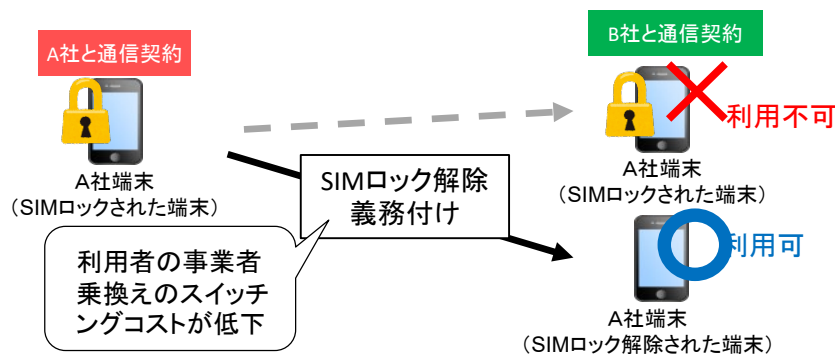 A社と通信契約
A社端末
（SIMロックされた端末）
SIMロック解除
義務付け
利用者の事業者
乗換えのスイッチ
ングコストが低下
B社と通信契約
利用不可
A社端末
（SIMロックされた端末）
利用可
A社端末
（SIMロック解除された端末）